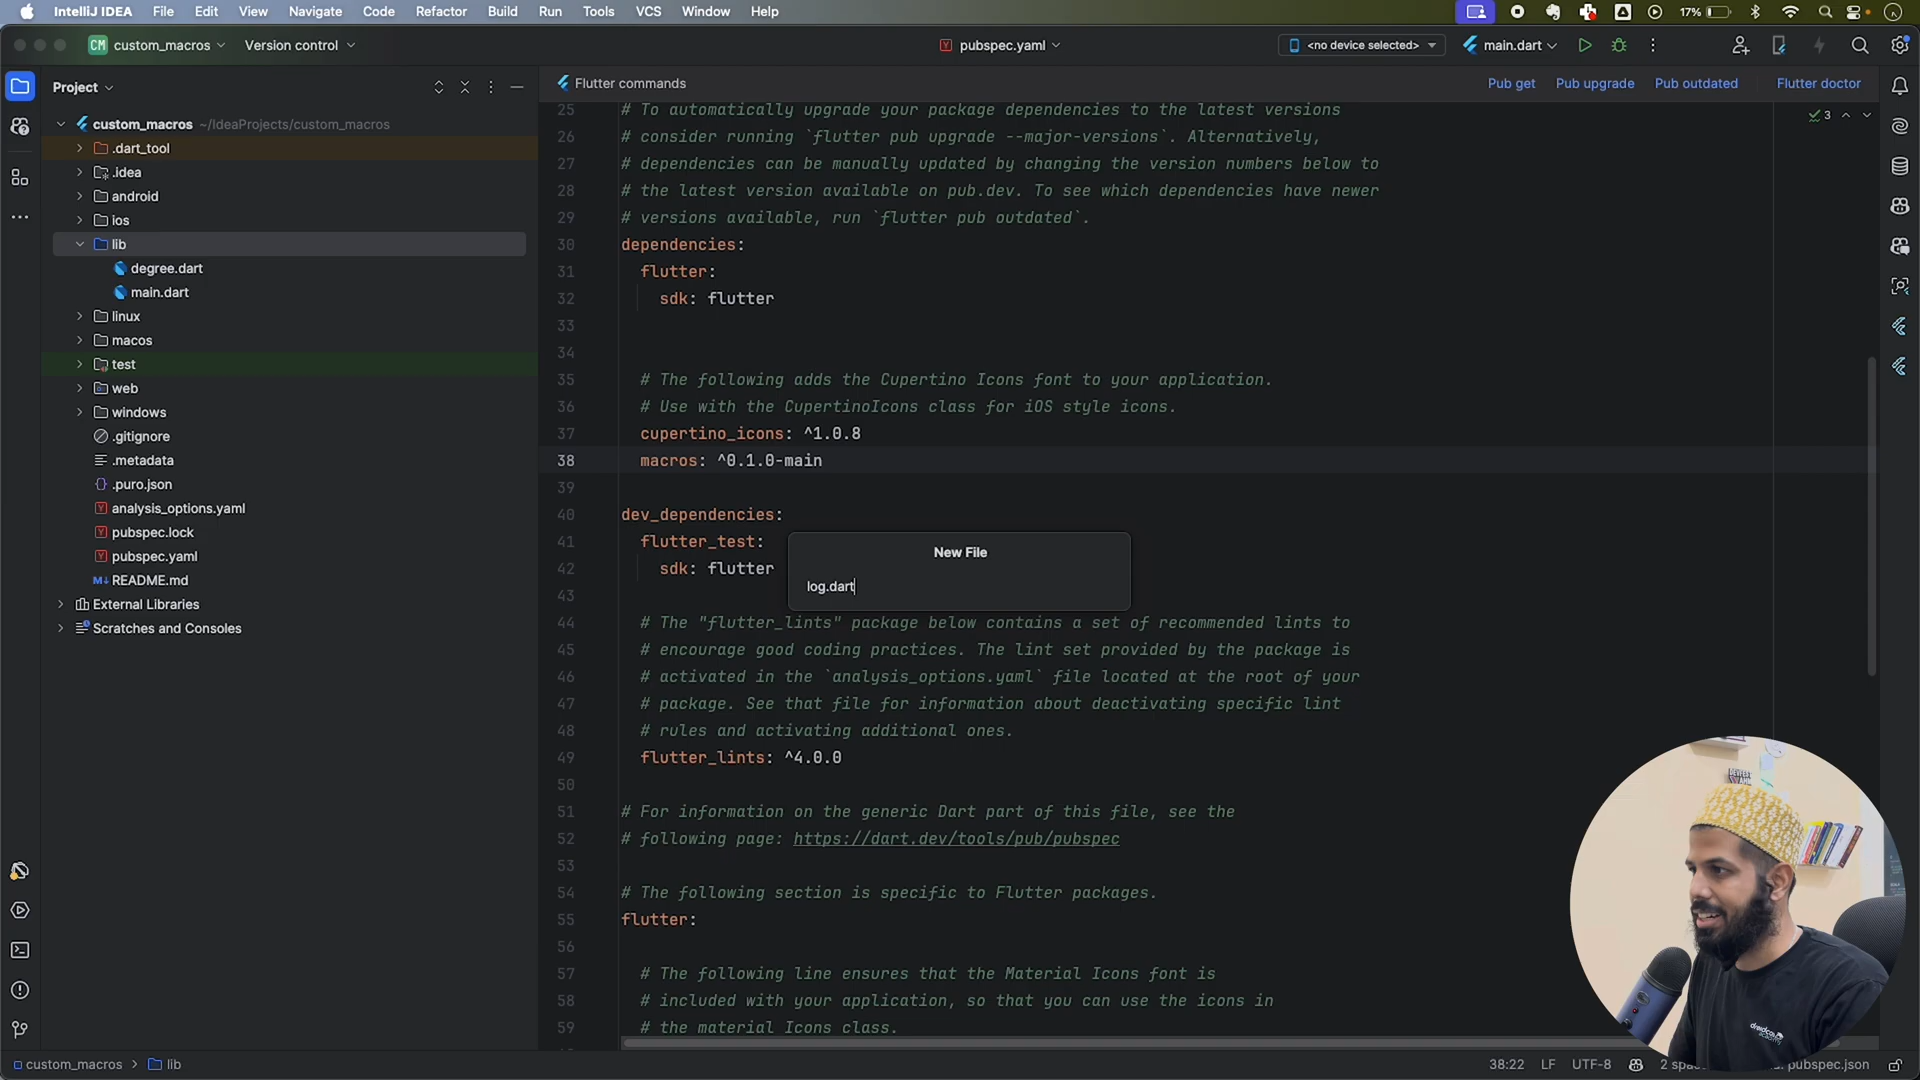 IntelliJ IDEA File Edit View Navigate Code Refactor Build Run Tools VCS Window Help 17%
CM custom_macros Version control pubspec.yaml <no device selected> main.dart
Project
Flutter commands Pub get Pub upgrade Pub outdated Flutter doctor
custom_macros ~/IdeaProjects/custom_macros
.dart_tool
.idea
android
ios
lib
degree.dart
main.dart
linux
macos
test
web
windows
.gitignore
.metadata
.puro.json
analysis_options.yaml
pubspec.lock
pubspec.yaml
README.md
External Libraries
Scratches and Consoles
3
25 # To automatically upgrade your package dependencies to the latest versions
26 # consider running `flutter pub upgrade --major-versions`. Alternatively,
27 # dependencies can be manually updated by changing the version numbers below to
28 # the latest version available on pub.dev. To see which dependencies have newer
29 # versions available, run `flutter pub outdated`.
30 dependencies:
31 flutter:
32 sdk: flutter
33
34
35 # The following adds the Cupertino Icons font to your application.
36 # Use with the CupertinoIcons class for iOS style icons.
37 cupertino_icons: ^1.0.8
38 macros: ^0.1.0-main
39
40 dev_dependencies:
41 flutter_test:
42 sdk: flutter
43
New File
log.dart
44 # The "flutter_lints" package below contains a set of recommended lints to
45 # encourage good coding practices. The lint set provided by the package is
46 # activated in the `analysis_options.yaml` file located at the root of your
47 # package. See that file for information about deactivating specific lint
48 # rules and activating additional ones.
49 flutter_lints: ^4.0.0
50
51 # For information on the generic Dart part of this file, see the
52 # following page: https://dart.dev/tools/pub/pubspec
53
54 # The following section is specific to Flutter packages.
55 flutter:
56
57 # The following line ensures that the Material Icons font is
58 # included with your application, so that you can use the icons in
59 # the material Icons class.
custom_macros > lib 38:22 LF UTF-8 2 spa pubspec.json